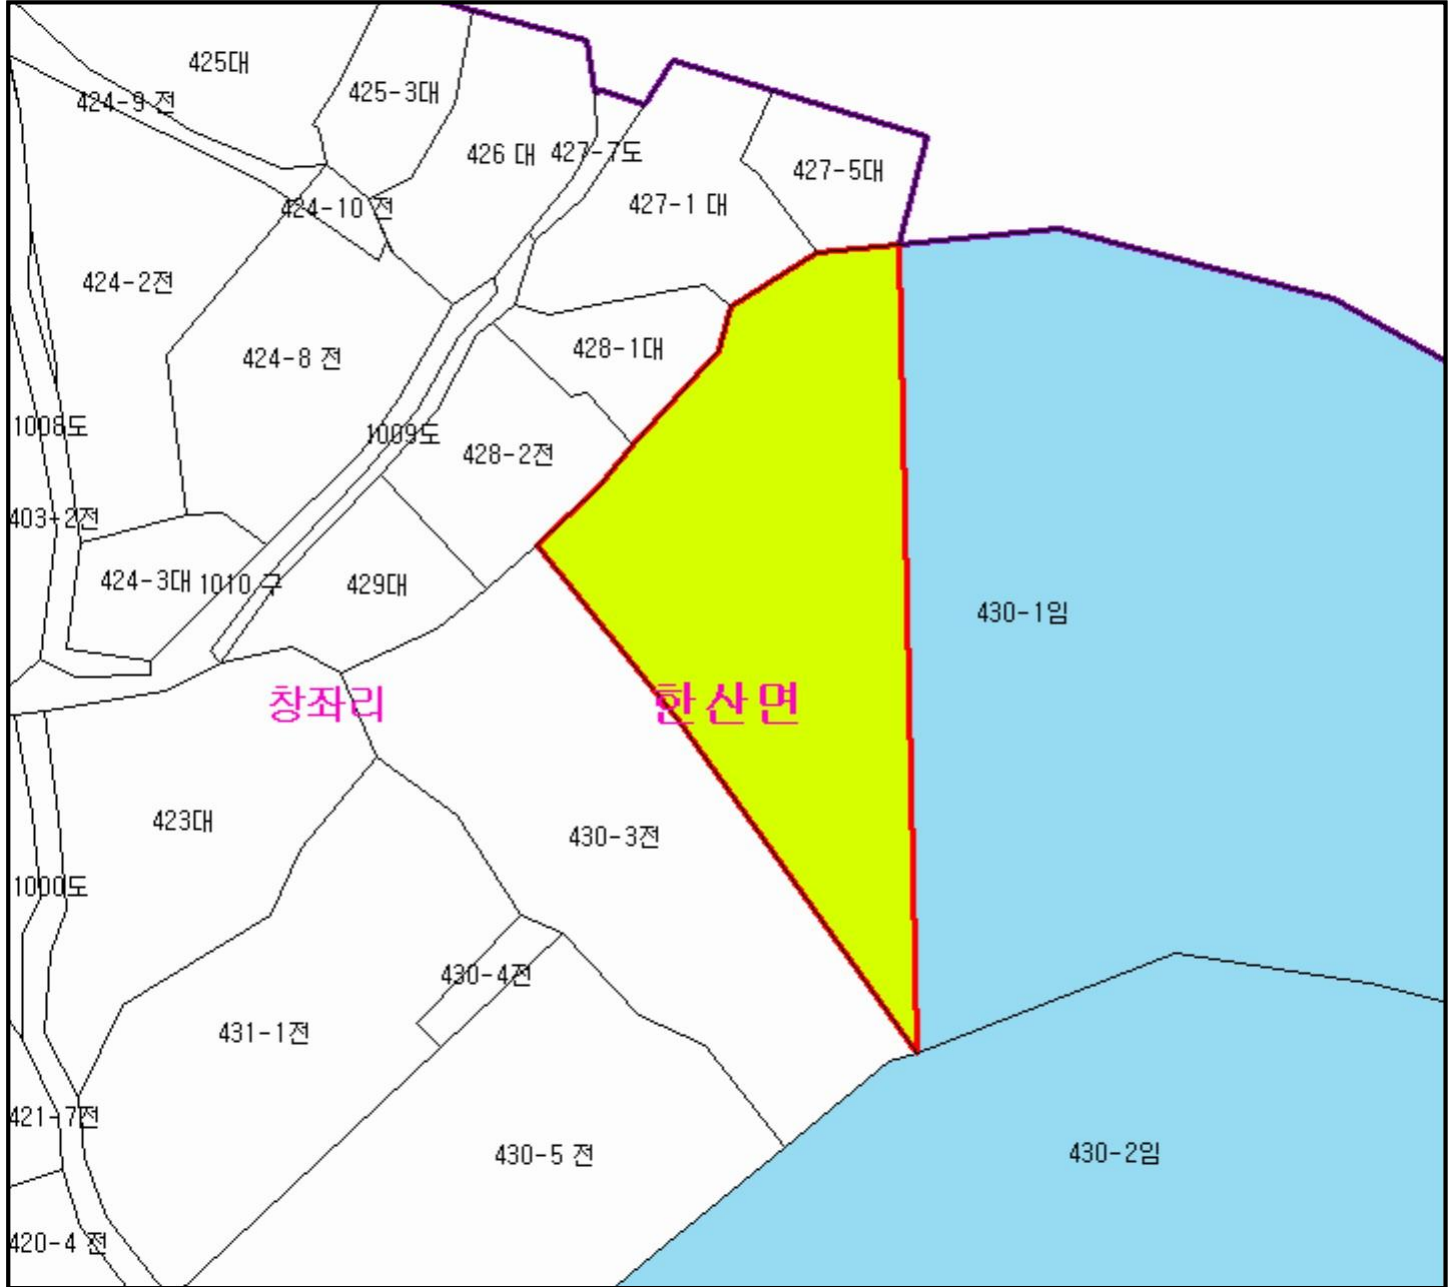 425대
425-3대
424-9 전
426 대
427-7도
427-5대
427-1 대
424-10 전
424-2전
428-1대
424-8 전
1008도
1009도
428-2전
403-2전
424-3대
1010 구
429대
430-1임
창좌리
한산면
423대
430-3전
1000도
430-4전
431-1전
421-7전
430-5 전
430-2임
420-4 전